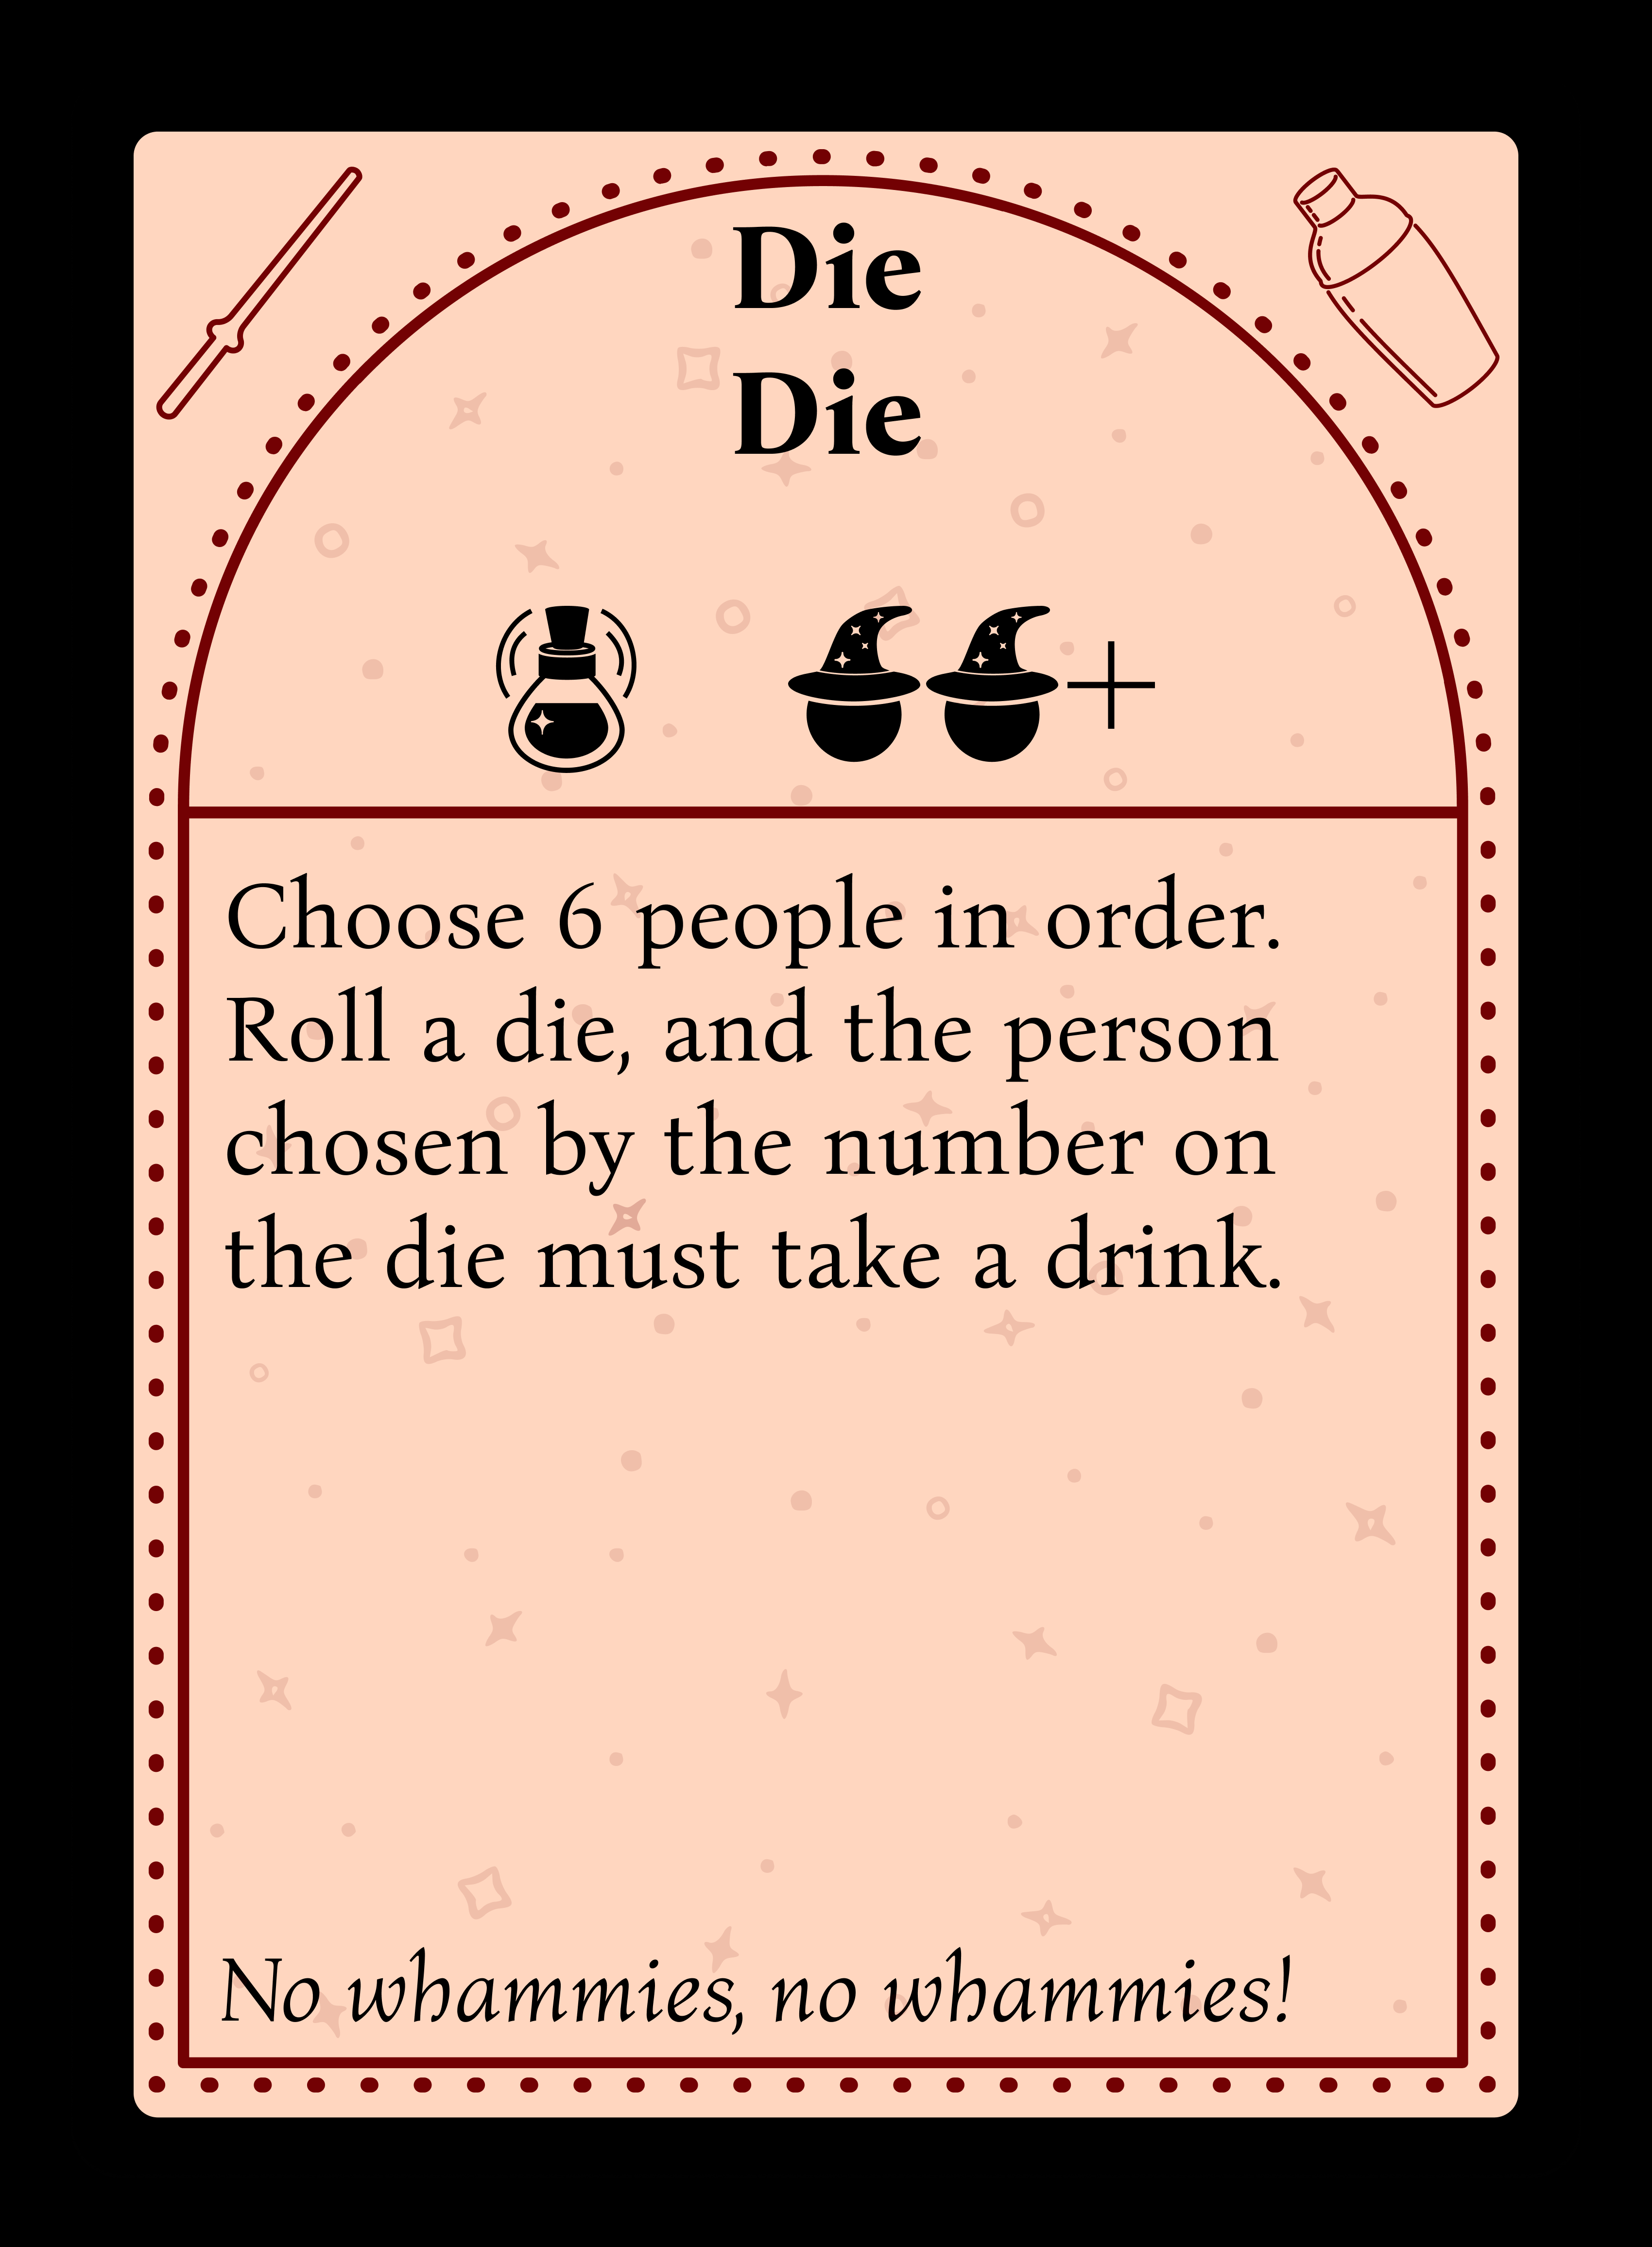 Die
Die
Choose 6 people in order.
Roll a die, and the person
chosen by the number on
the die must take a drink.
No whammies, no whammies!